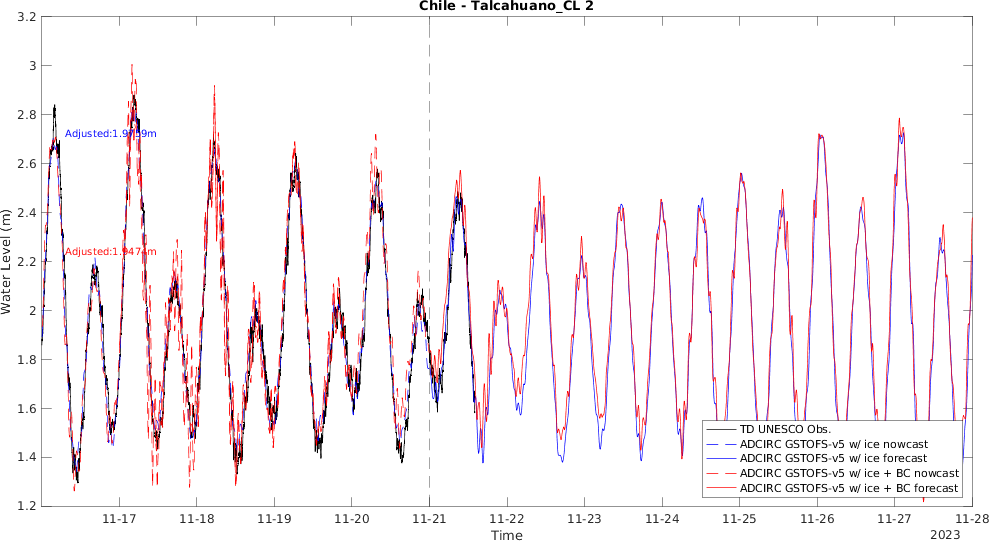 Chile - Talcahuano_CL 2
3.2
3
2.8
2.6
2.4
2.2
2
1.8
1.6
1.4
1.2
Water Level (m)
Adjusted:1.9759m
Adjusted:1.9474m
TD UNESCO Obs.
ADCIRC GSTOFS-v5 w/ ice nowcast
ADCIRC GSTOFS-v5 w/ ice forecast
ADCIRC GSTOFS-v5 w/ ice + BC nowcast
ADCIRC GSTOFS-v5 w/ ice + BC forecast
11-17 11-18 11-19 11-20 11-21 11-22 11-23 11-24 11-25 11-26 11-27 11-28
Time
2023